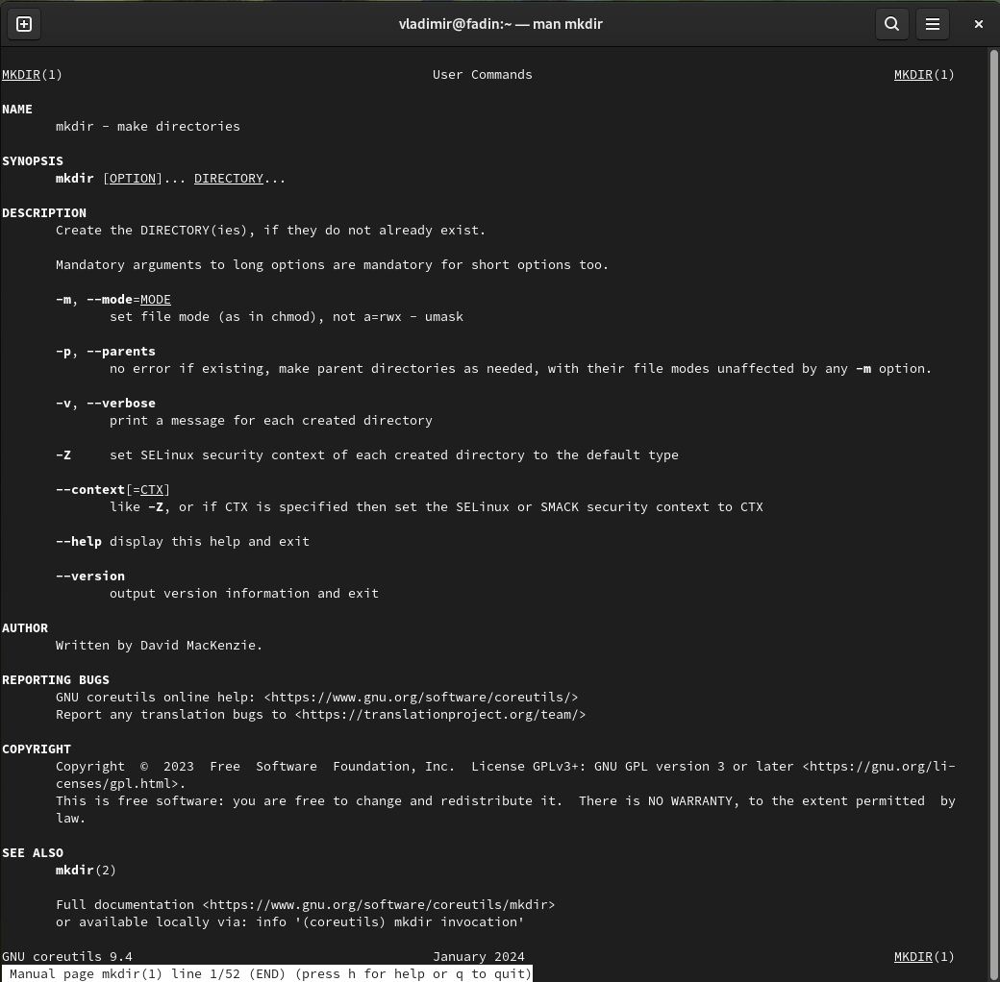 vladimir@fadin:~ — man mkdir
MKDIR(1) User Commands MKDIR(1)
NAME
mkdir - make directories
SYNOPSIS
mkdir [OPTION]... DIRECTORY...
DESCRIPTION
Create the DIRECTORY(ies), if they do not already exist.
Mandatory arguments to long options are mandatory for short options too.
-m, --mode=MODE
set file mode (as in chmod), not a=rwx - umask
-p, --parents
no error if existing, make parent directories as needed, with their file modes unaffected by any -m option.
-v, --verbose
print a message for each created directory
-Z set SELinux security context of each created directory to the default type
--context[=CTX]
like -Z, or if CTX is specified then set the SELinux or SMACK security context to CTX
--help display this help and exit
--version
output version information and exit
AUTHOR
Written by David MacKenzie.
REPORTING BUGS
GNU coreutils online help: <https://www.gnu.org/software/coreutils/>
Report any translation bugs to <https://translationproject.org/team/>
COPYRIGHT
Copyright © 2023 Free Software Foundation, Inc. License GPLv3+: GNU GPL version 3 or later <https://gnu.org/li-
censes/gpl.html>.
This is free software: you are free to change and redistribute it. There is NO WARRANTY, to the extent permitted by
law.
SEE ALSO
mkdir(2)
Full documentation <https://www.gnu.org/software/coreutils/mkdir>
or available locally via: info '(coreutils) mkdir invocation'
GNU coreutils 9.4 January 2024 MKDIR(1)
Manual page mkdir(1) line 1/52 (END) (press h for help or q to quit)